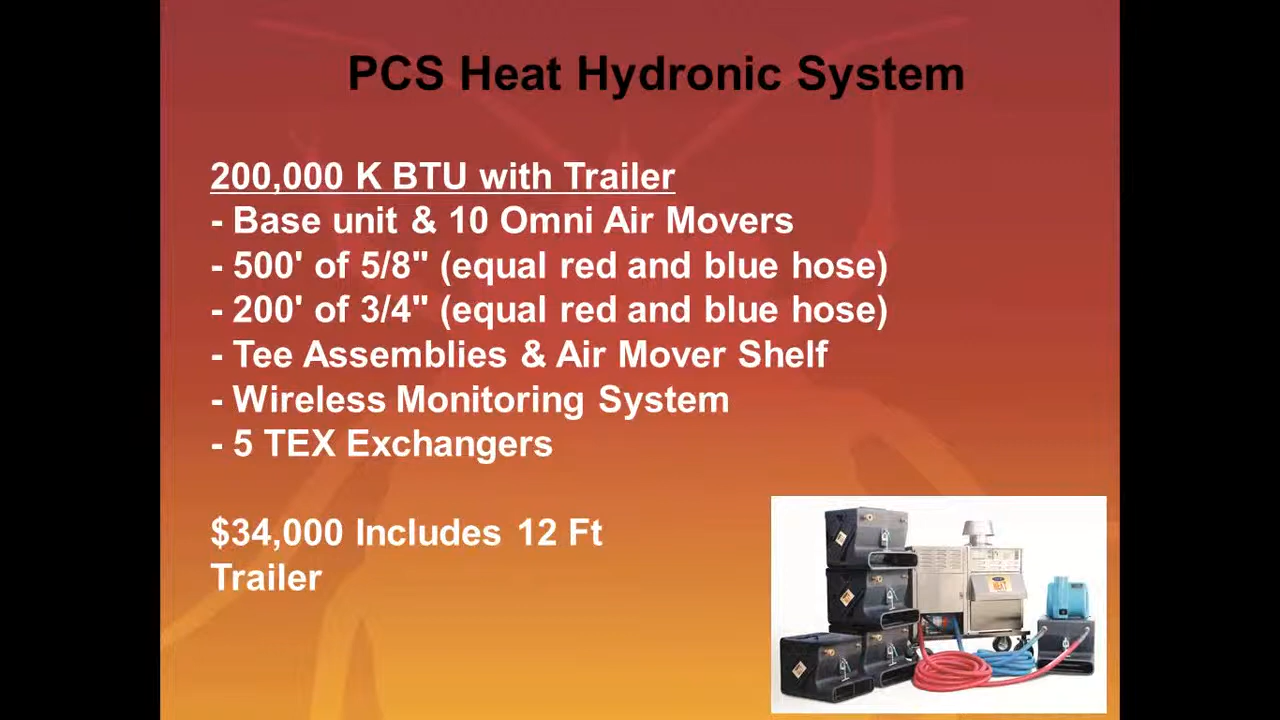 PCS Heat Hydronic System
200,000 K BTU with Trailer
- Base unit & 10 Omni Air Movers
- 500' of 5/8" (equal red and blue hose)
- 200' of 3/4" (equal red and blue hose)
- Tee Assemblies & Air Mover Shelf
- Wireless Monitoring System
- 5 TEX Exchangers
$34,000 Includes 12 Ft
Trailer